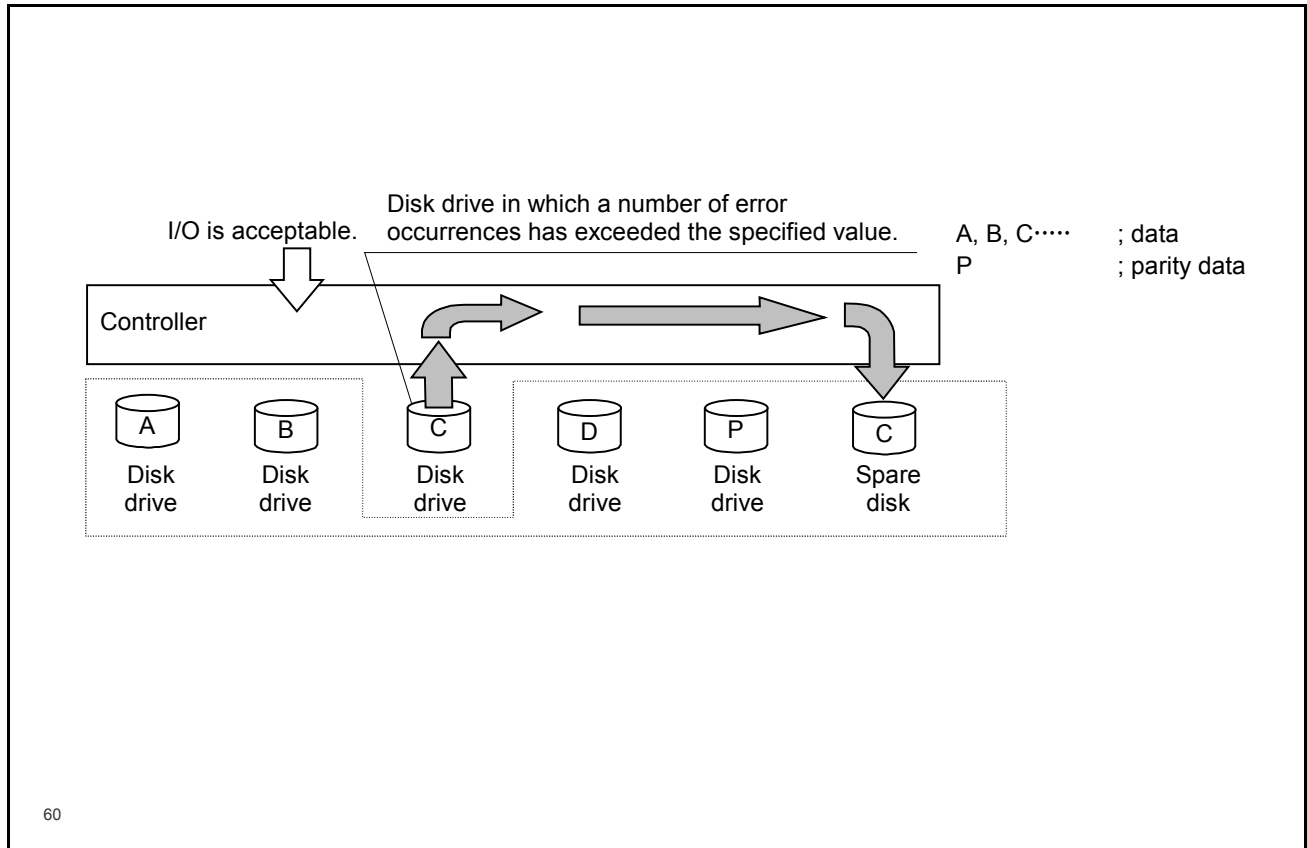 I/O is acceptable.
Disk drive in which a number of error
occurrences has exceeded the specified value.
A, B, C‥‥‥ ; data
P ; parity data
Controller
A
B
C
D
P
C
Disk
drive
Disk
drive
Disk
drive
Disk
drive
Disk
drive
Spare
disk
60